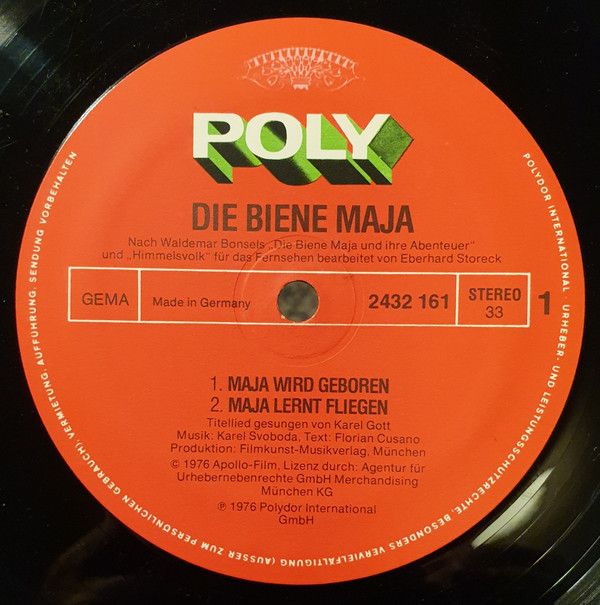 POLY
DIE BIENE MAJA
Nach Waldemar Bonsels „Die Biene Maja und ihre Abenteuer"
und „Himmelsvolk" für das Fernsehen bearbeitet von Eberhard Storeck
GEMA
Made in Germany
2432 161
STEREO
33
1
1. MAJA WIRD GEBOREN
2. MAJA LERNT FLIEGEN
Titellied gesungen von Karel Gott
Musik: Karel Svoboda, Text: Florian Cusano
Produktion: Filmkunst-Musikverlag, München
© 1976 Apollo-Film, Lizenz durch: Agentur für
Urhebernebenrechte GmbH Merchandising
München KG
℗ 1976 Polydor International
GmbH
POLYDOR INTERNATIONAL. URHEBER- UND LEISTUNGSSCHUTZRECHTE, BESONDERS VERVIELFÄLTIGUNG (AUSSER ZUM PERSÖNLICHEN GEBRAUCH), VERMIETUNG, AUFFÜHRUNG, SENDUNG VORBEHALTEN